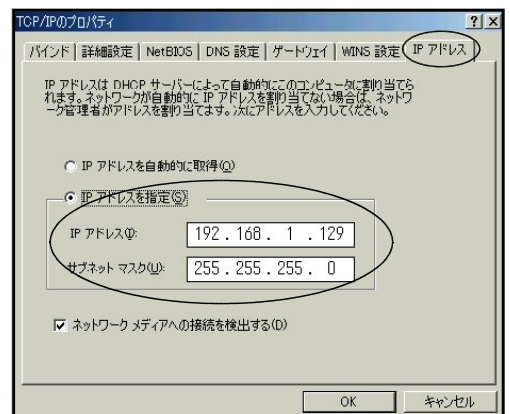 TCP/IPのプロパティ
バインド 詳細設定 NetBIOS DNS 設定 ゲートウェイ WINS 設定 IP アドレス
IP アドレスは DHCP サーバーによって自動的にこのコンピュータに割り当てら
れます。ネットワークが自動的に IP アドレスを割り当てない場合は、ネットワ
ーク管理者がアドレスを割り当てます。次にアドレスを入力してください。
IP アドレスを自動的に取得(O)
IP アドレスを指定(S)
IP アドレス(I): 192.168. 1 .129
サブネット マスク(U): 255.255.255. 0
ネットワーク メディアへの接続を検出する(D)
OK キャンセル